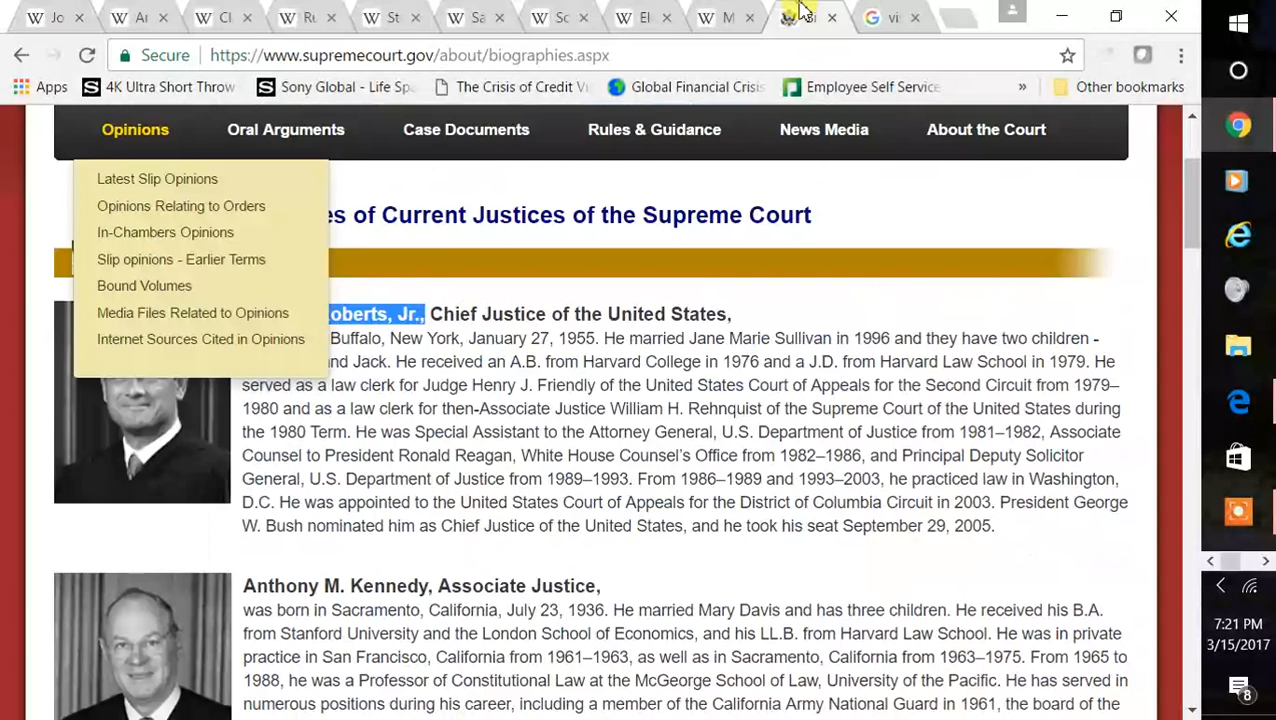 Jo
Ar
Cl
Ru
St
Sa
So
El
M
Bi
vi
Secure
https://www.supremecourt.gov/about/biographies.aspx
Apps
4K Ultra Short Throw
Sony Global - Life Sp
The Crisis of Credit Vi
Global Financial Crisis
Employee Self Service
»
Other bookmarks
Opinions
Oral Arguments
Case Documents
Rules & Guidance
News Media
About the Court
Latest Slip Opinions
Opinions Relating to Orders
In-Chambers Opinions
Slip opinions - Earlier Terms
Bound Volumes
Media Files Related to Opinions
Internet Sources Cited in Opinions
es of Current Justices of the Supreme Court
oberts, Jr., Chief Justice of the United States,
Buffalo, New York, January 27, 1955. He married Jane Marie Sullivan in 1996 and they have two children -
nd Jack. He received an A.B. from Harvard College in 1976 and a J.D. from Harvard Law School in 1979. He
served as a law clerk for Judge Henry J. Friendly of the United States Court of Appeals for the Second Circuit from 1979–
1980 and as a law clerk for then-Associate Justice William H. Rehnquist of the Supreme Court of the United States during
the 1980 Term. He was Special Assistant to the Attorney General, U.S. Department of Justice from 1981–1982, Associate
Counsel to President Ronald Reagan, White House Counsel's Office from 1982–1986, and Principal Deputy Solicitor
General, U.S. Department of Justice from 1989–1993. From 1986–1989 and 1993–2003, he practiced law in Washington,
D.C. He was appointed to the United States Court of Appeals for the District of Columbia Circuit in 2003. President George
W. Bush nominated him as Chief Justice of the United States, and he took his seat September 29, 2005.
Anthony M. Kennedy, Associate Justice,
was born in Sacramento, California, July 23, 1936. He married Mary Davis and has three children. He received his B.A.
from Stanford University and the London School of Economics, and his LL.B. from Harvard Law School. He was in private
practice in San Francisco, California from 1961–1963, as well as in Sacramento, California from 1963–1975. From 1965 to
1988, he was a Professor of Constitutional Law at the McGeorge School of Law, University of the Pacific. He has served in
numerous positions during his career, including a member of the California Army National Guard in 1961, the board of the
7:21 PM
3/15/2017
8